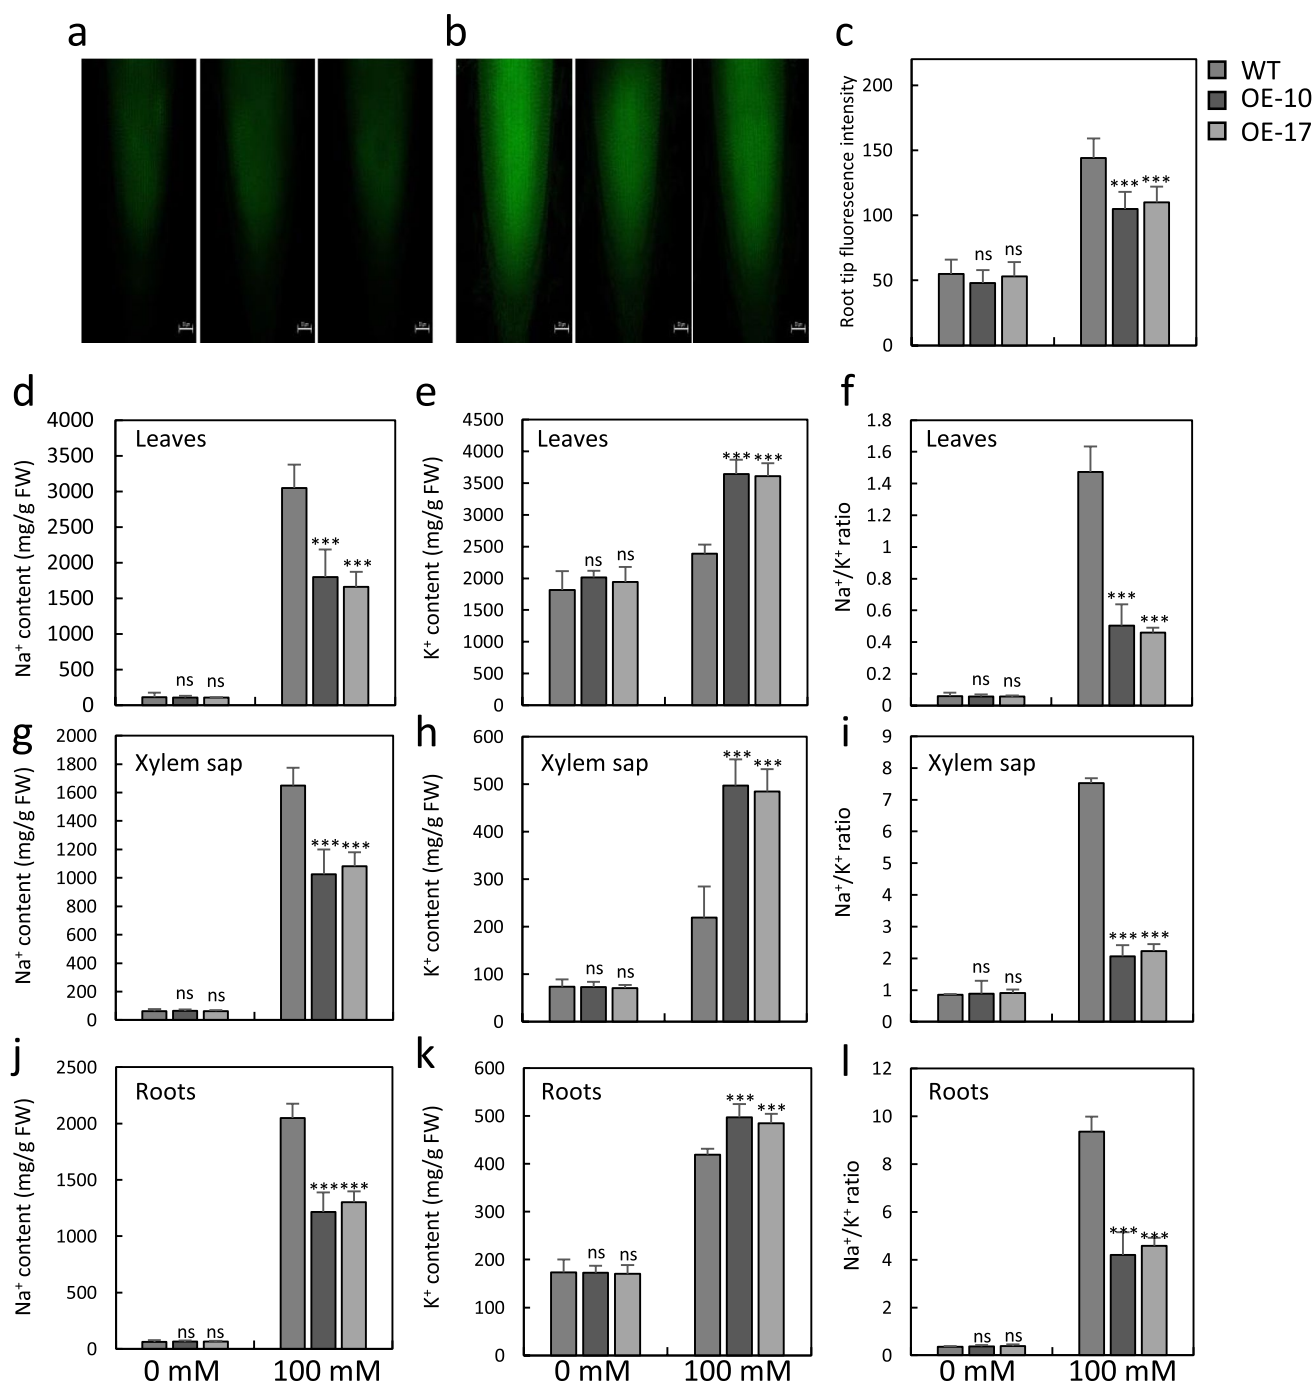 a
b
c
Root tip fluorescence intensity
200
150
100
50
0
ns
ns
***
***
WT
OE-10
OE-17
d
Leaves
Na⁺ content (mg/g FW)
4000
3500
3000
2500
2000
1500
1000
500
0
ns
ns
***
***
e
Leaves
K⁺ content (mg/g FW)
4500
4000
3500
3000
2500
2000
1500
1000
500
0
ns
ns
***
***
f
Leaves
Na⁺/K⁺ ratio
1.8
1.6
1.4
1.2
1
0.8
0.6
0.4
0.2
0
ns
ns
***
***
g
Xylem sap
Na⁺ content (mg/g FW)
2000
1800
1600
1400
1200
1000
800
600
400
200
0
ns
ns
***
***
h
Xylem sap
K⁺ content (mg/g FW)
600
500
400
300
200
100
0
ns
ns
***
***
i
Xylem sap
Na⁺/K⁺ ratio
9
8
7
6
5
4
3
2
1
0
ns
ns
***
***
j
Roots
Na⁺ content (mg/g FW)
2500
2000
1500
1000
500
0
ns
ns
***
***
0 mM
100 mM
k
Roots
K⁺ content (mg/g FW)
600
500
400
300
200
100
0
ns
ns
***
***
0 mM
100 mM
l
Roots
Na⁺/K⁺ ratio
12
10
8
6
4
2
0
ns
ns
***
***
0 mM
100 mM